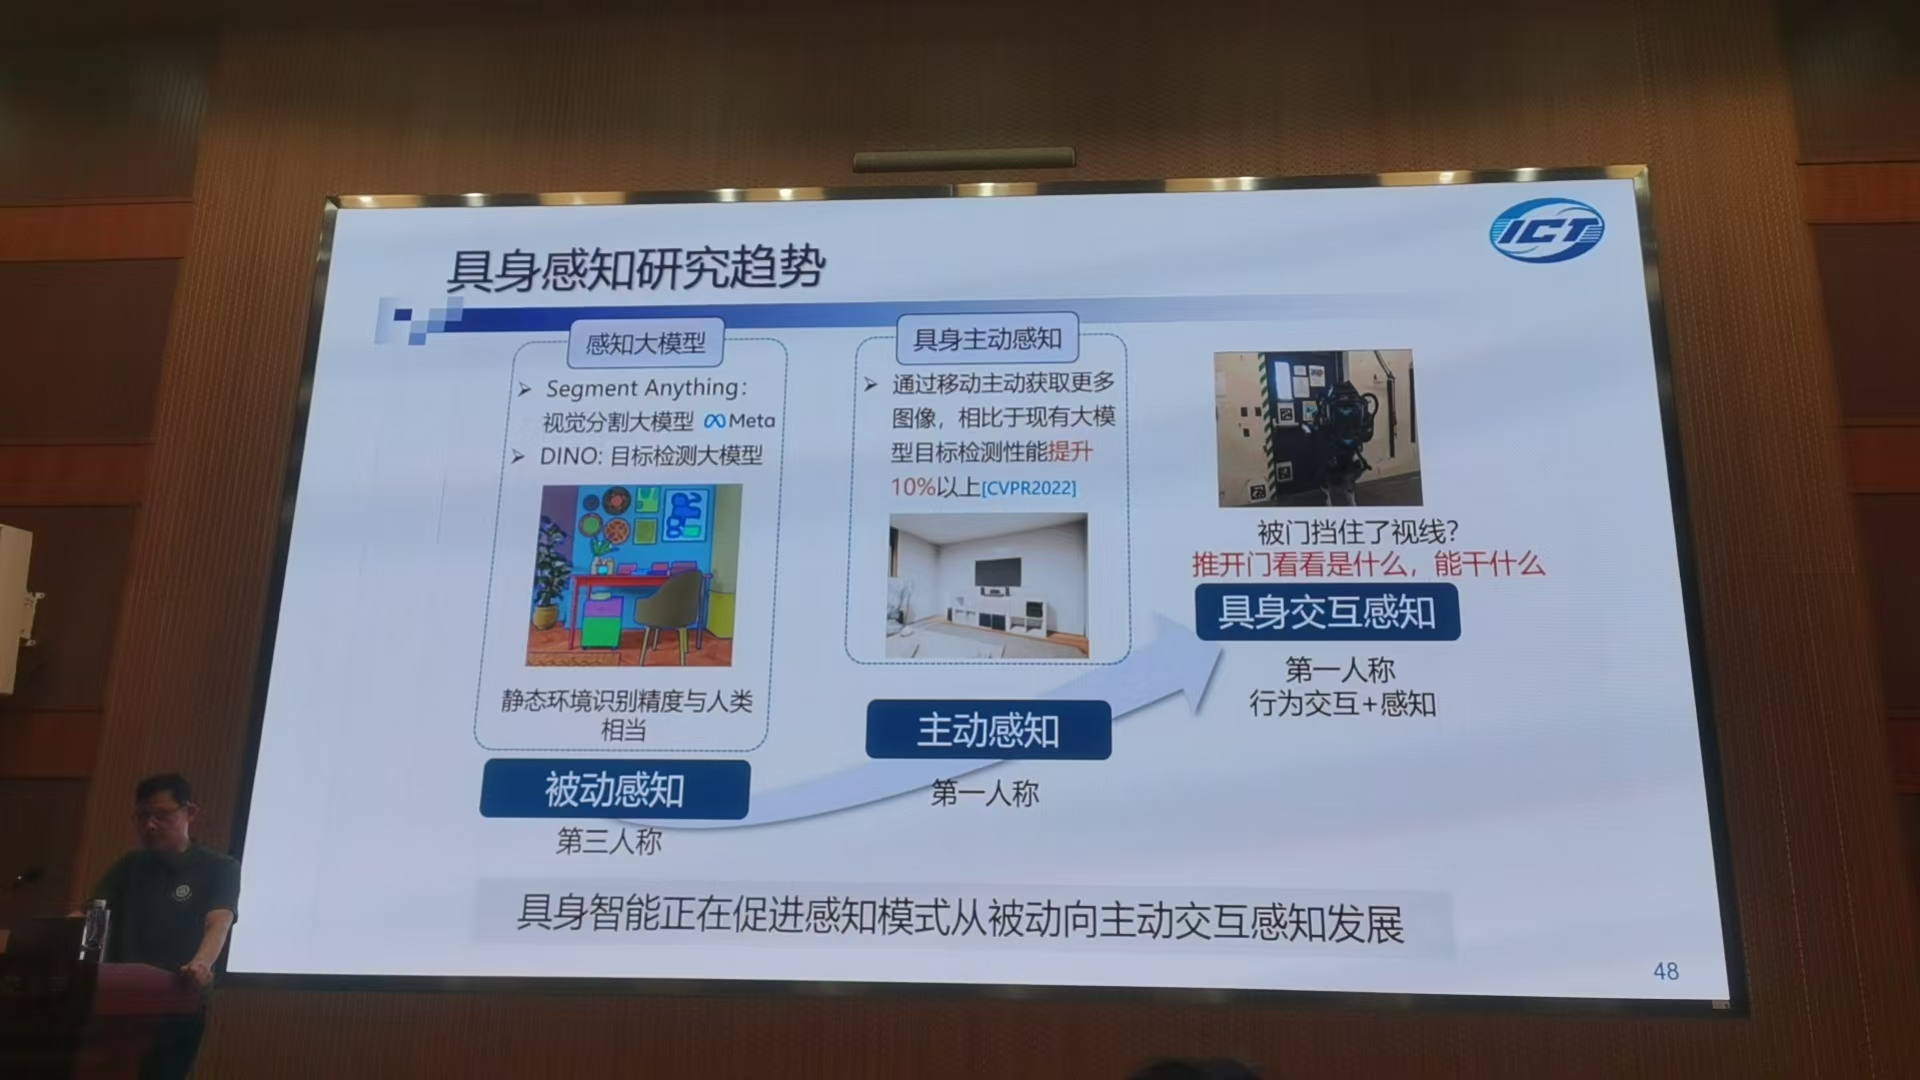 ICT
具身感知研究趋势
感知大模型
➢ Segment Anything:
视觉分割大模型 Meta
➢ DINO: 目标检测大模型
静态环境识别精度与人类
相当
被动感知
第三人称
具身主动感知
➢ 通过移动主动获取更多
图像，相比于现有大模
型目标检测性能提升
10%以上[CVPR2022]
主动感知
第一人称
被门挡住了视线?
推开门看看是什么，能干什么
具身交互感知
第一人称
行为交互+感知
具身智能正在促进感知模式从被动向主动交互感知发展
48